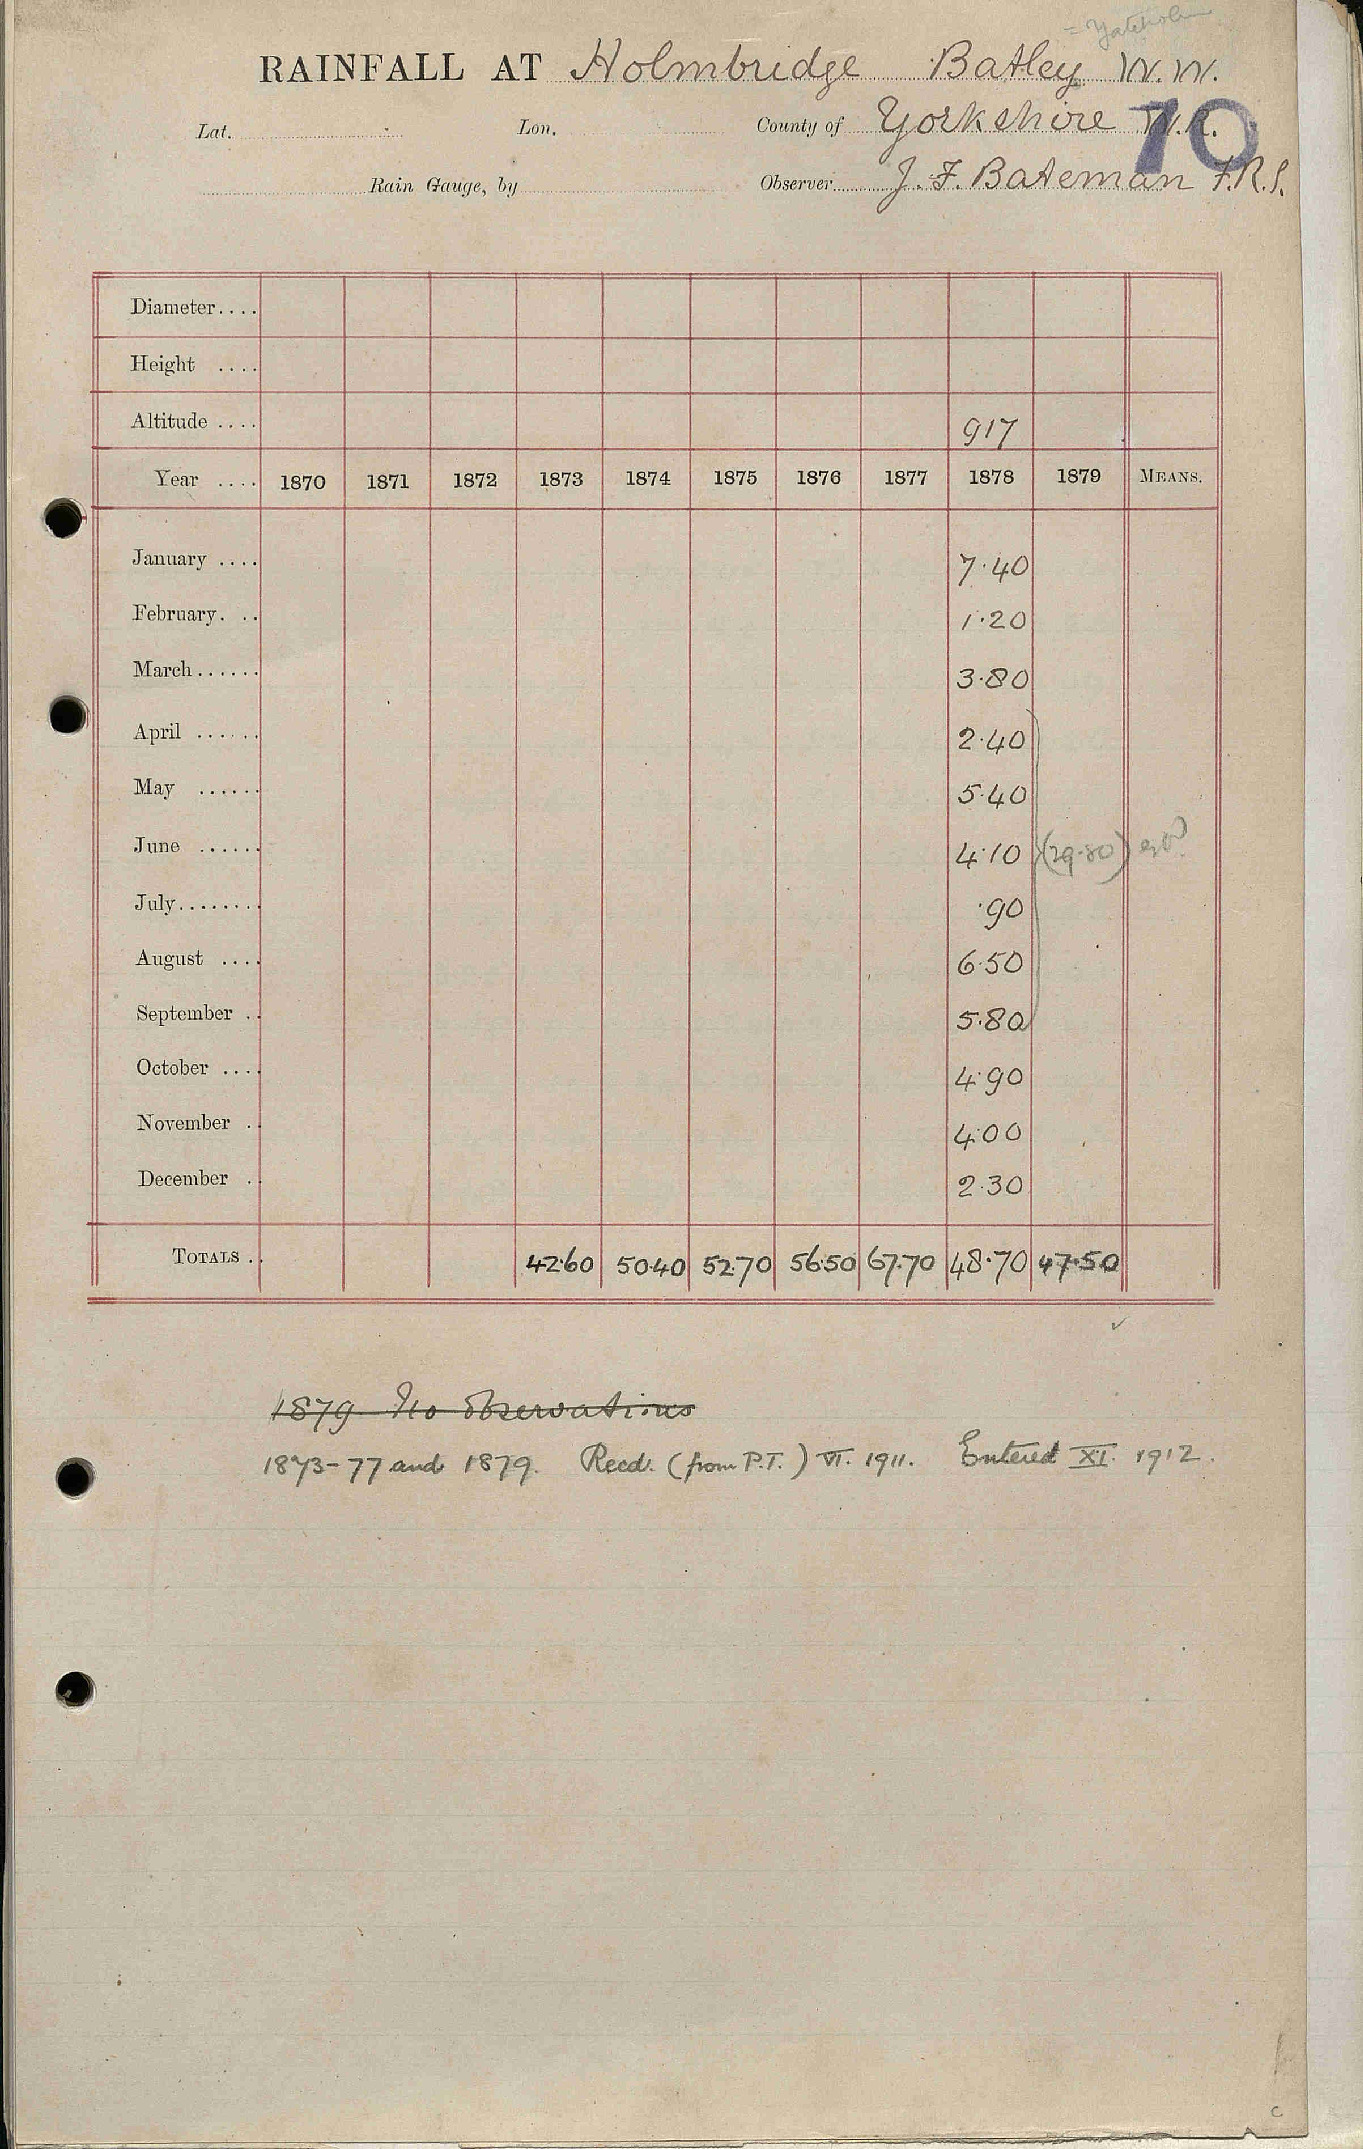 = Yateholm
RAINFALL AT Holmbridge Batley W.W.
Lat. Lon. County of Yorkshire W.R.
70
Rain Gauge, by Observer J. F. Bateman F.R.S.
Diameter....
Height ....
Altitude .... 917
Year .... 1870 1871 1872 1873 1874 1875 1876 1877 1878 1879 MEANS.
January .... 7.40
February. .. 1.20
March...... 3.80
April ...... 2.40
May ...... 5.40
June ...... 4.10 (29.80)
July........ .90
August .... 6.50
September .. 5.80
October .... 4.90
November .. 4.00
December .. 2.30
TOTALS .. 42.60 50.40 52.70 56.50 67.70 48.70 47.50
1879 No observations
1873-77 and 1879. Recd. (from P.T.) VI. 1911. Entered XI. 1912.
c